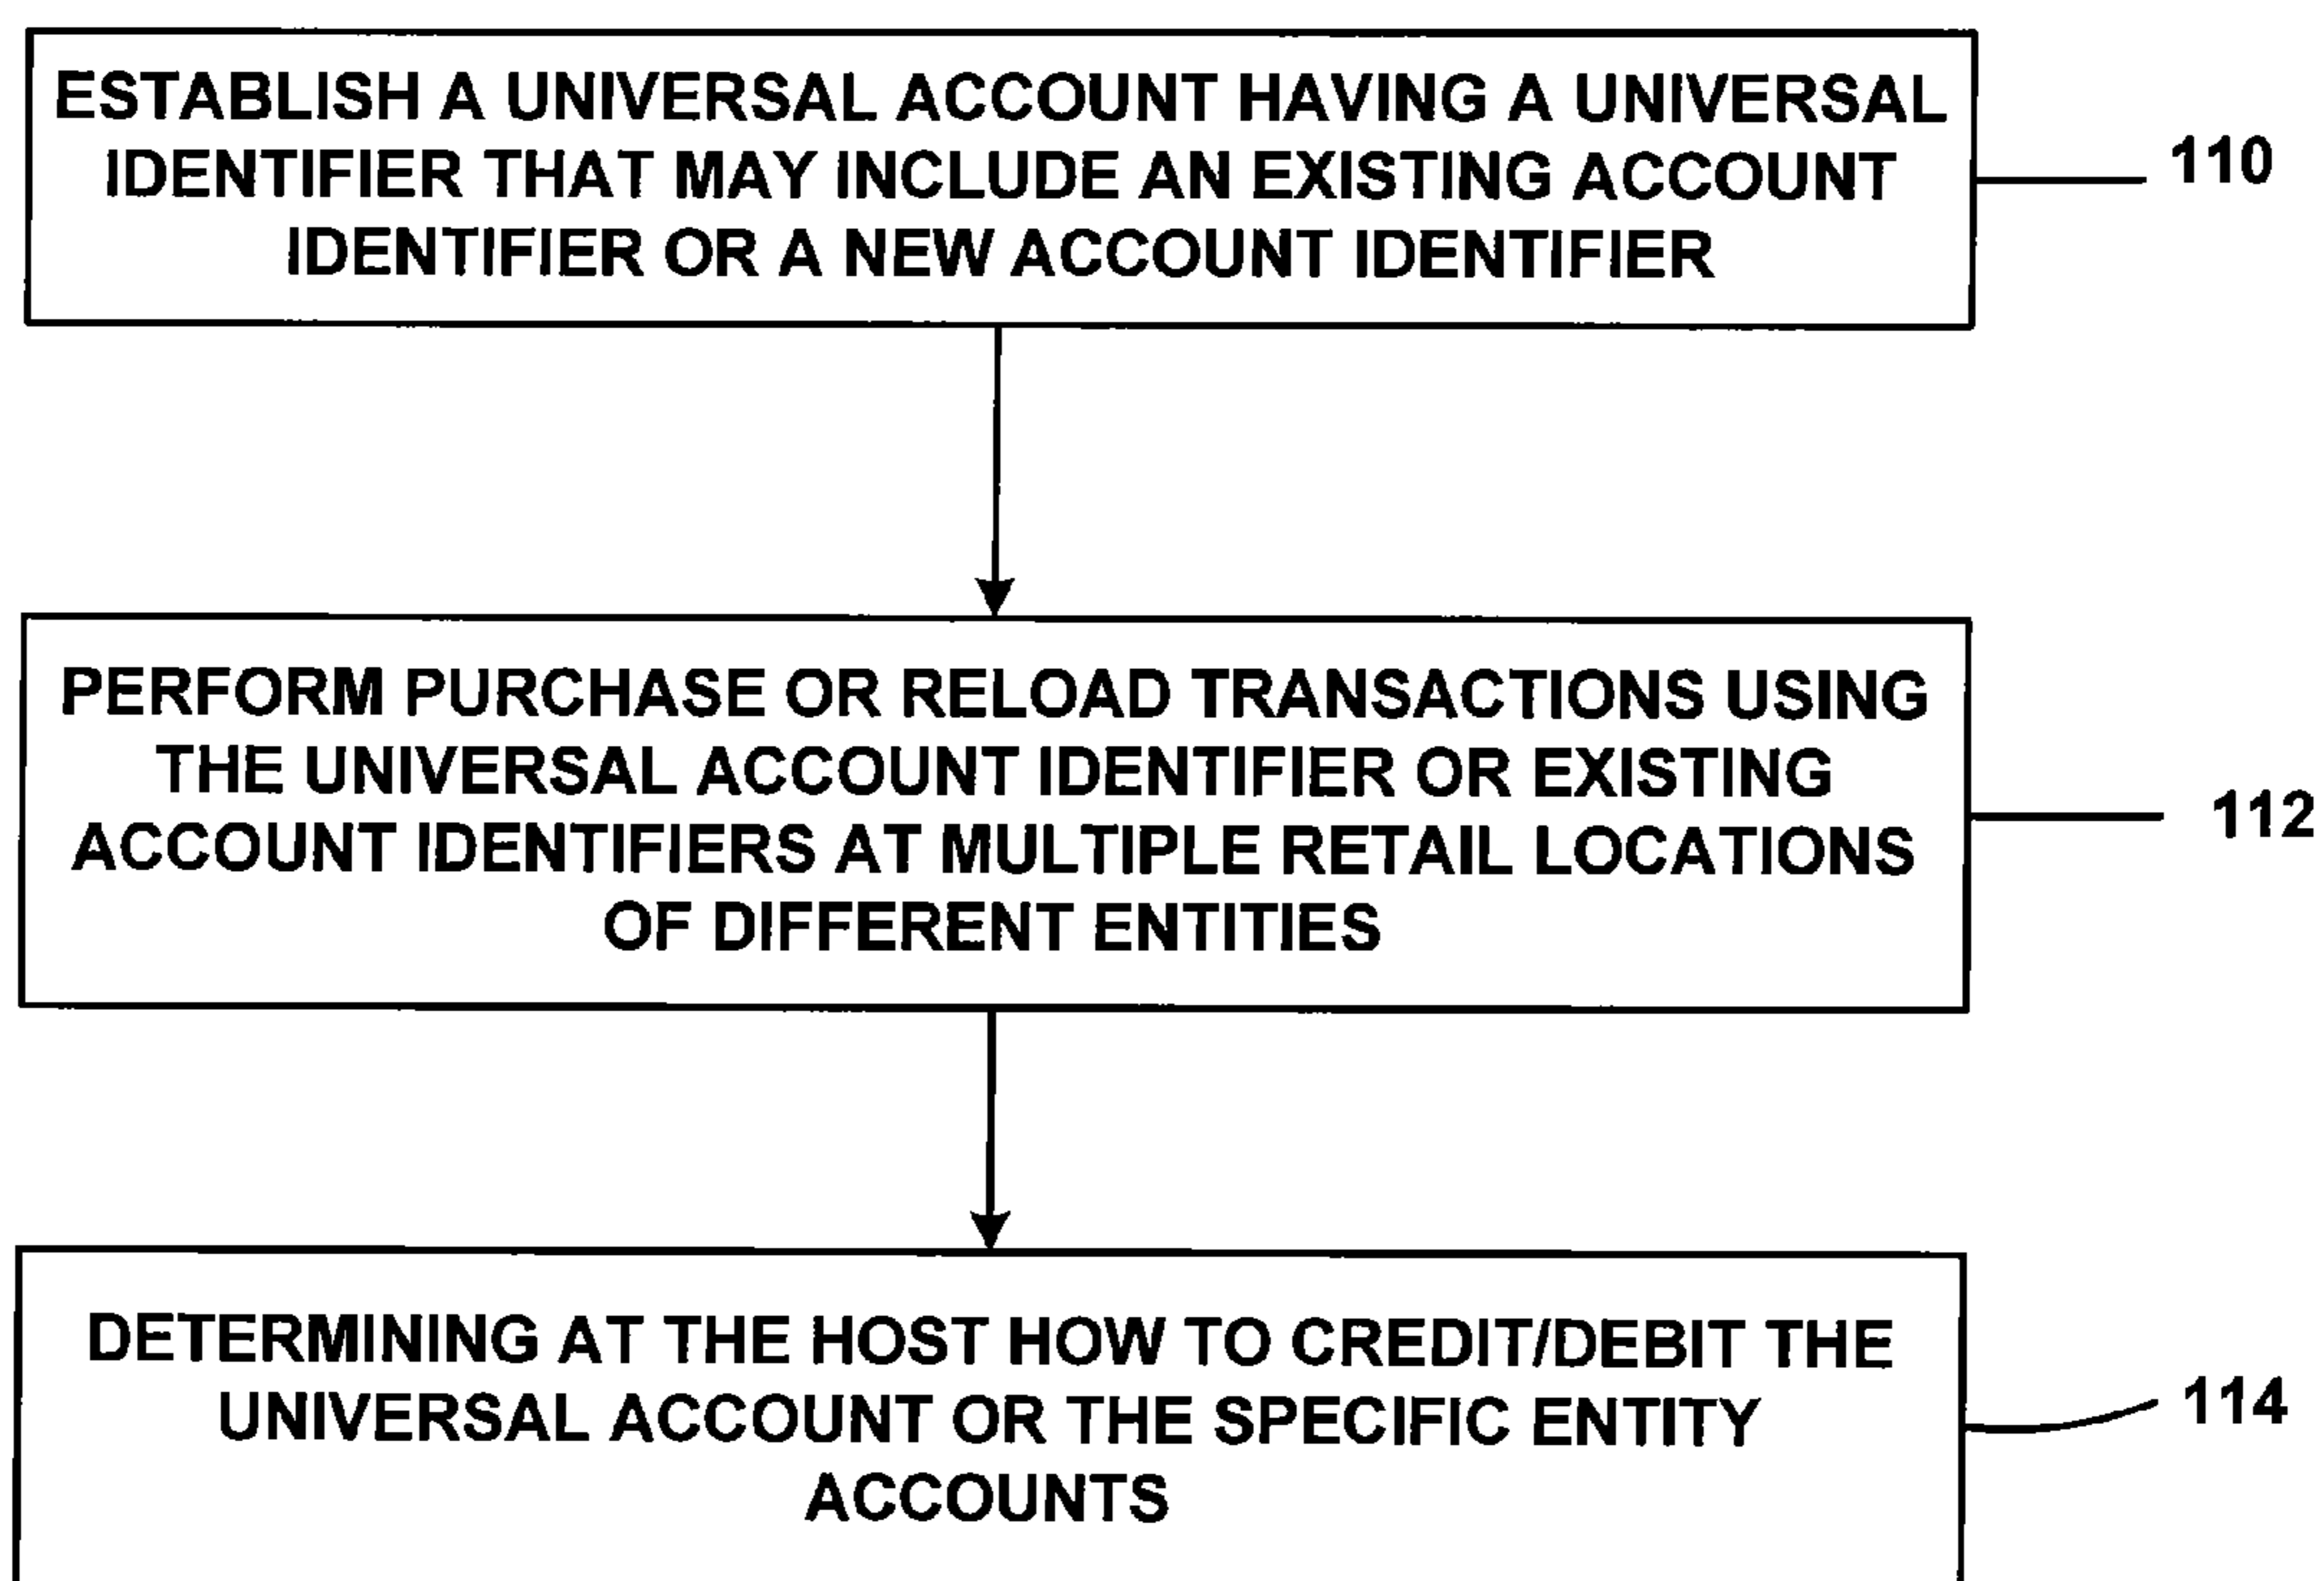 ESTABLISH A UNIVERSAL ACCOUNT HAVING A UNIVERSAL
IDENTIFIER THAT MAY INCLUDE AN EXISTING ACCOUNT
IDENTIFIER OR A NEW ACCOUNT IDENTIFIER
110
PERFORM PURCHASE OR RELOAD TRANSACTIONS USING
THE UNIVERSAL ACCOUNT IDENTIFIER OR EXISTING
ACCOUNT IDENTIFIERS AT MULTIPLE RETAIL LOCATIONS
OF DIFFERENT ENTITIES
112
DETERMINING AT THE HOST HOW TO CREDIT/DEBIT THE
UNIVERSAL ACCOUNT OR THE SPECIFIC ENTITY
ACCOUNTS
114